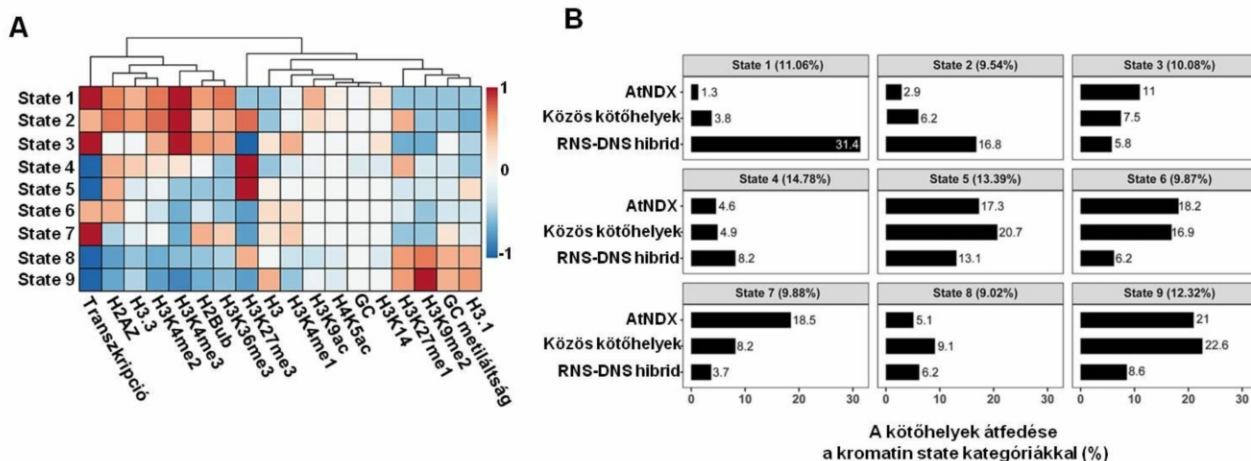 A
State 1
State 2
State 3
State 4
State 5
State 6
State 7
State 8
State 9
1
0
-1
Transzkripció
H2AZ
H3.3
H3K4me2
H3K4me3
H2Bub
H3K36me3
H3K27me3
H3
H3K4me1
H3K9ac
H4K5ac
GC
H3K14
H3K27me1
H3K9me2
GC metiláltság
H3.1
B
State 1 (11.06%)
State 2 (9.54%)
State 3 (10.08%)
AtNDX 1.3 2.9 11
Közös kötőhelyek 3.8 6.2 7.5
RNS-DNS hibrid 31.4 16.8 5.8
State 4 (14.78%)
State 5 (13.39%)
State 6 (9.87%)
AtNDX 4.6 17.3 18.2
Közös kötőhelyek 4.9 20.7 16.9
RNS-DNS hibrid 8.2 13.1 6.2
State 7 (9.88%)
State 8 (9.02%)
State 9 (12.32%)
AtNDX 18.5 5.1 21
Közös kötőhelyek 8.2 9.1 22.6
RNS-DNS hibrid 3.7 6.2 8.6
0 10 20 30 0 10 20 30 0 10 20 30
A kötőhelyek átfedése
a kromatin state kategóriákkal (%)